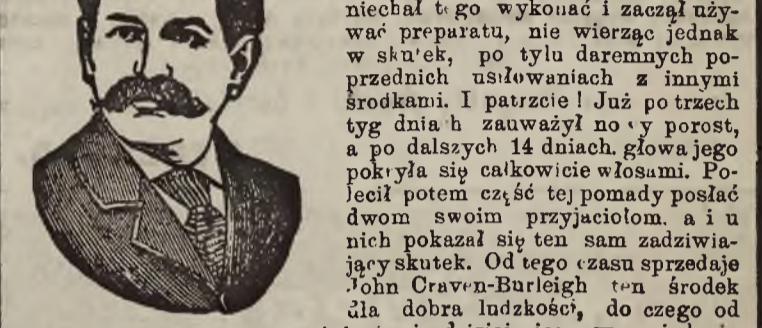 niechał tego wykonać i zaczął uży-
wać preparatu, nie wierząc jednak
w skutek, po tylu daremnych po-
przednich usiłowaniach z innymi
środkami. I patrzcie! Już po trzech
tygodniach zauważył nowy porost,
a po dalszych 14 dniach. głowa jego
pokryła się całkowicie włosami. Po-
lecił potem część tej pomady posłać
dwom swoim przyjaciołom. a i u
nich pokazał się ten sam zadziwia-
jący skutek. Od tego czasu sprzedaje
John Craven-Burleigh ten środek
dla dobra ludzkości, do czego od